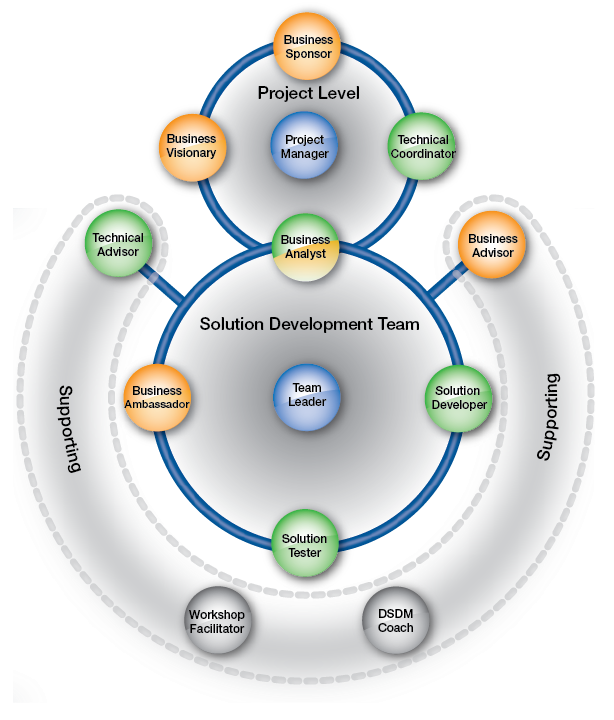 Business
Sponsor
Project Level
Business
Visionary
Project
Manager
Technical
Coordinator
Technical
Advisor
Business
Analyst
Business
Advisor
Solution Development Team
Business
Ambassador
Team
Leader
Solution
Developer
Supporting
Supporting
Solution
Tester
Workshop
Facilitator
DSDM
Coach